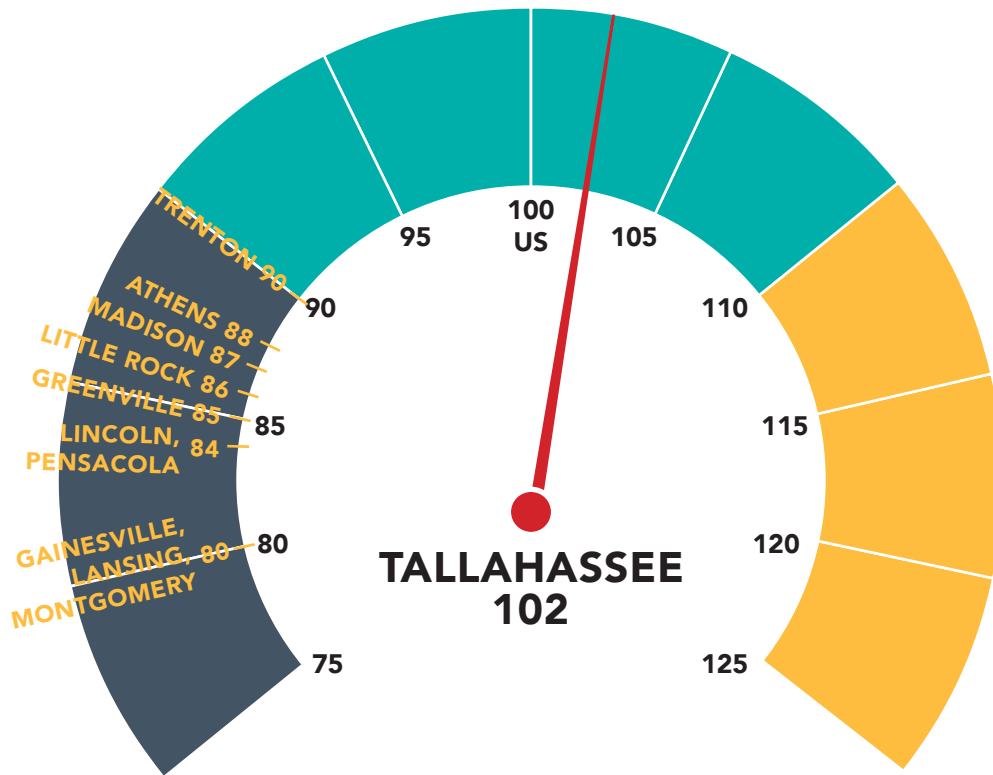 100
US
95
105
TRENTON 90
90
110
ATHENS 88
MADISON 87
LITTLE ROCK 86
GREENVILLE 85
85
115
LINCOLN, 84
PENSACOLA
GAINESVILLE,
LANSING, 80
MONTGOMERY
80
120
TALLAHASSEE
102
75
125